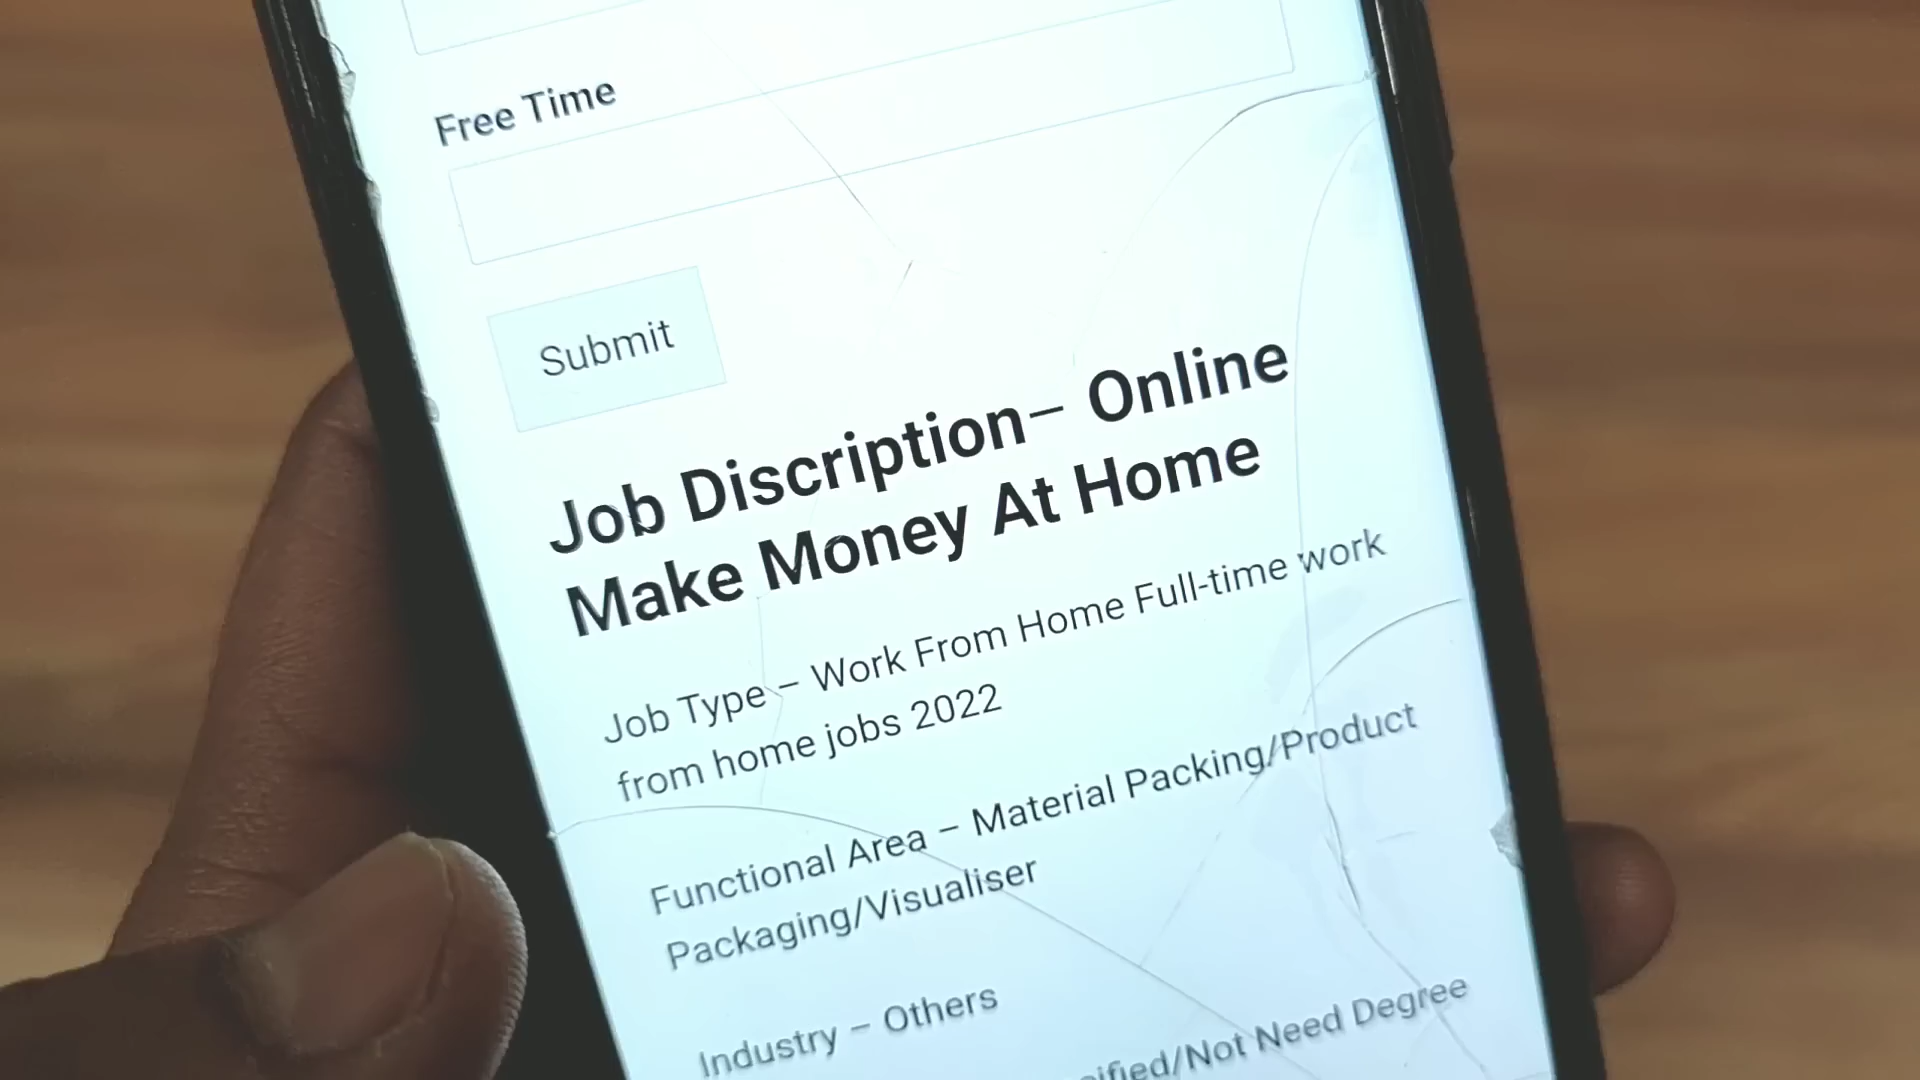 Free Time
Submit
Job Discription– Online
Make Money At Home
Job Type – Work From Home Full-time work
from home jobs 2022
Functional Area – Material Packing/Product
Packaging/Visualiser
Industry – Others
Not Need Degree